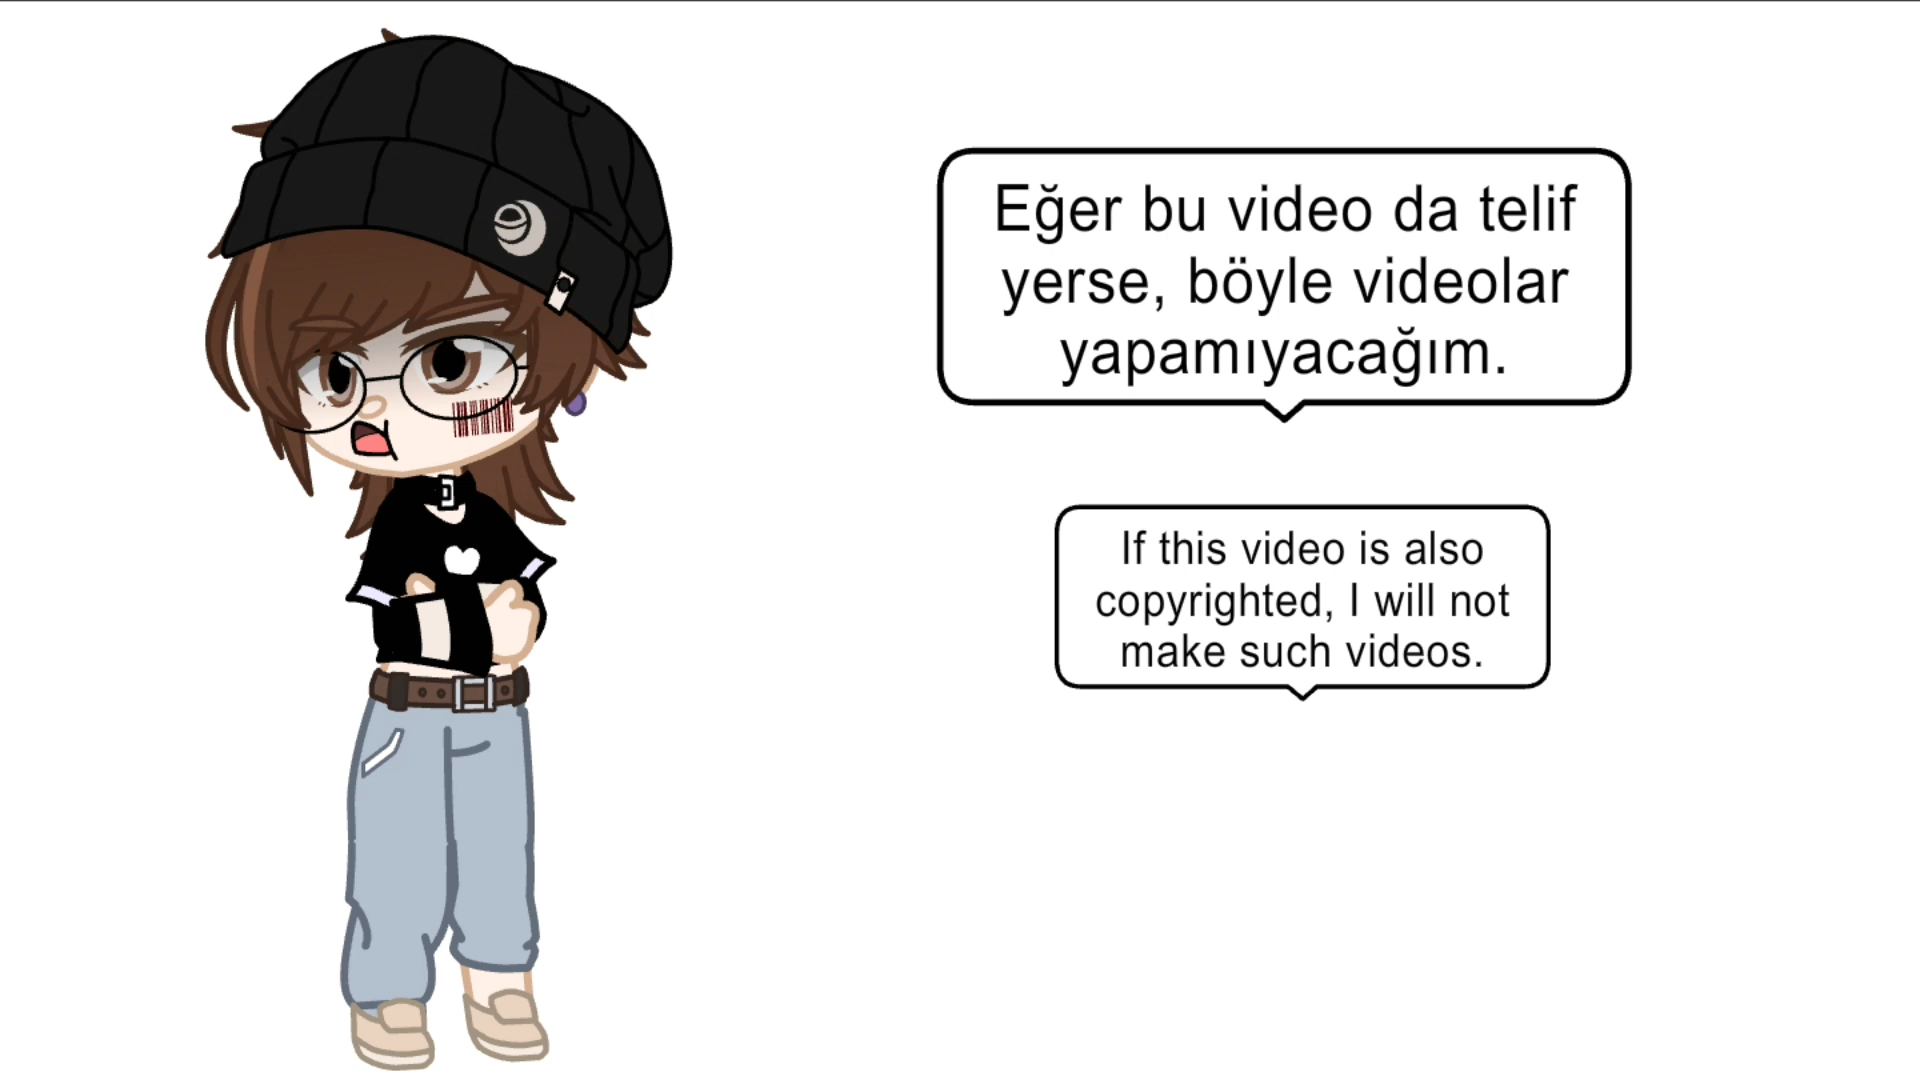 Eğer bu video da telif
yerse, böyle videolar
yapamıyacağım.
If this video is also
copyrighted, I will not
make such videos.